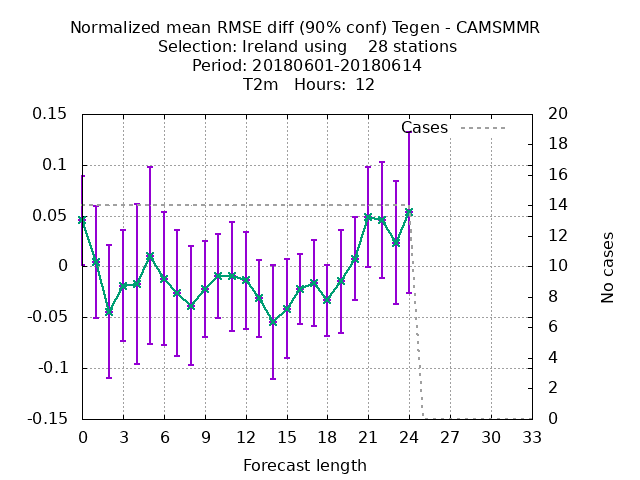 Normalized mean RMSE diff (90% conf) Tegen - CAMSMMR
Selection: Ireland using    28 stations
Period: 20180601-20180614
T2m   Hours:  12
Cases
0.15
0.1
0.05
0
-0.05
-0.1
-0.15
20
18
16
14
12
10
8
6
4
2
0
No cases
0 3 6 9 12 15 18 21 24 27 30 33
Forecast length